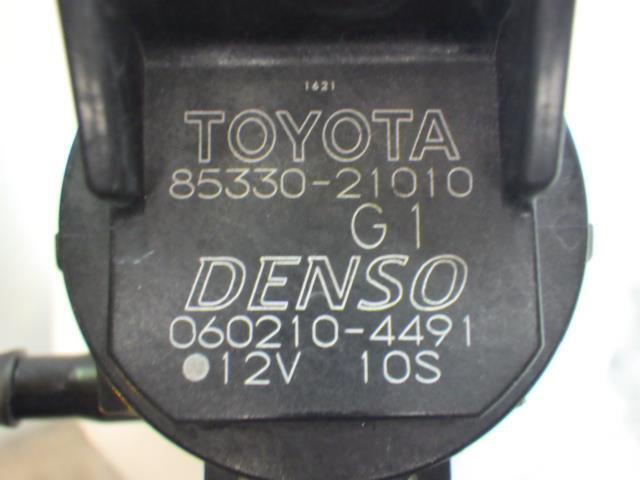 1621
TOYOTA
85330-21010
G1
DENSO
060210-4491
12V 10S